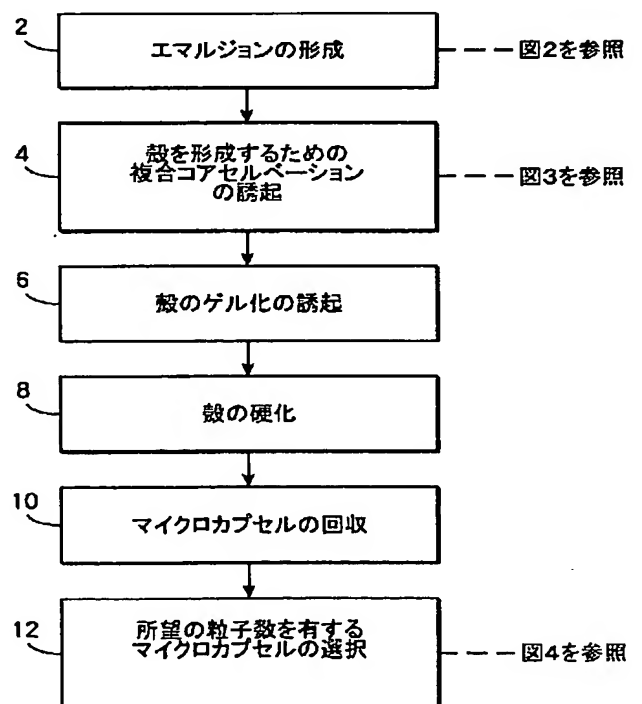 2
エマルジョンの形成
図2を参照
4
殻を形成するための
複合コアセルベーション
の誘起
図3を参照
6
殻のゲル化の誘起
8
殻の硬化
10
マイクロカプセルの回収
12
所望の粒子数を有する
マイクロカプセルの選択
図4を参照